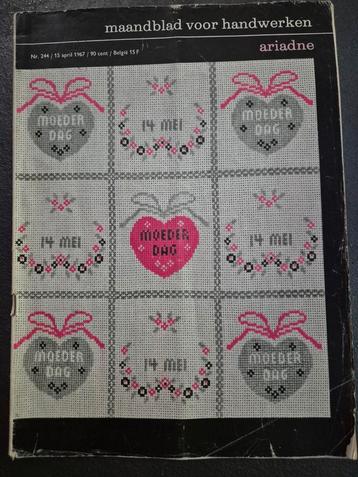 maandblad voor handwerken
ariadne
Nr. 244 / 15 april 1967 / 90 cent / België 15 F
MOEDER
DAG
14 MEI
MOEDER
DAG
14 MEI
MOEDER
DAG
14 MEI
MOEDER
DAG
14 MEI
MOEDER
DAG